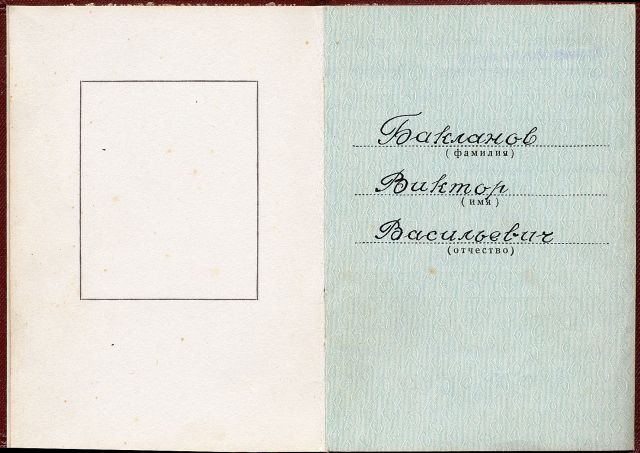 Бакланов
(фамилия)
Виктор
(имя)
Васильевич
(отчество)